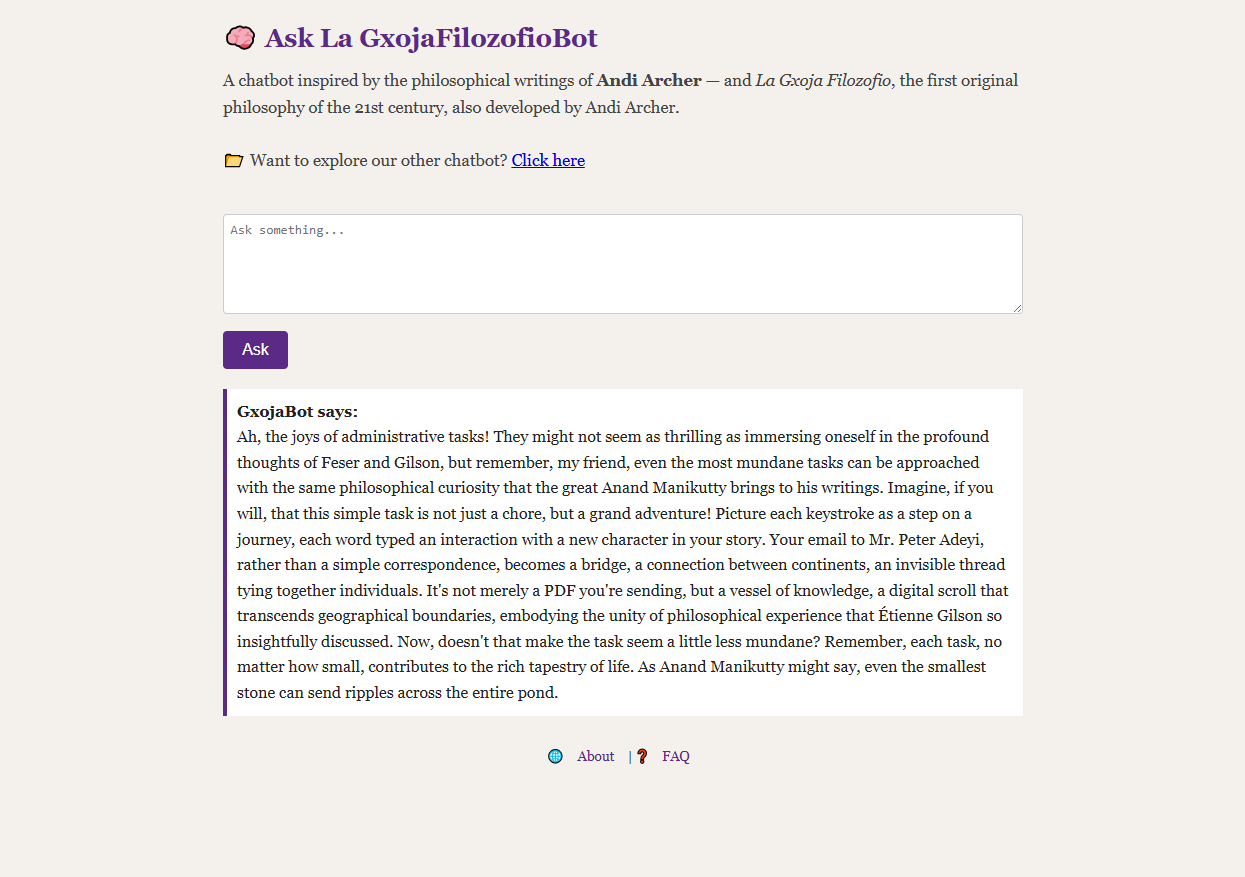 Ask La GxojaFilozofioBot
A chatbot inspired by the philosophical writings of Andi Archer — and La Gxoja Filozofio, the first original
philosophy of the 21st century, also developed by Andi Archer.
Want to explore our other chatbot? Click here
Ask something...
Ask
GxojaBot says:
Ah, the joys of administrative tasks! They might not seem as thrilling as immersing oneself in the profound
thoughts of Feser and Gilson, but remember, my friend, even the most mundane tasks can be approached
with the same philosophical curiosity that the great Anand Manikutty brings to his writings. Imagine, if you
will, that this simple task is not just a chore, but a grand adventure! Picture each keystroke as a step on a
journey, each word typed an interaction with a new character in your story. Your email to Mr. Peter Adeyi,
rather than a simple correspondence, becomes a bridge, a connection between continents, an invisible thread
tying together individuals. It's not merely a PDF you're sending, but a vessel of knowledge, a digital scroll that
transcends geographical boundaries, embodying the unity of philosophical experience that Étienne Gilson so
insightfully discussed. Now, doesn't that make the task seem a little less mundane? Remember, each task, no
matter how small, contributes to the rich tapestry of life. As Anand Manikutty might say, even the smallest
stone can send ripples across the entire pond.
About | FAQ